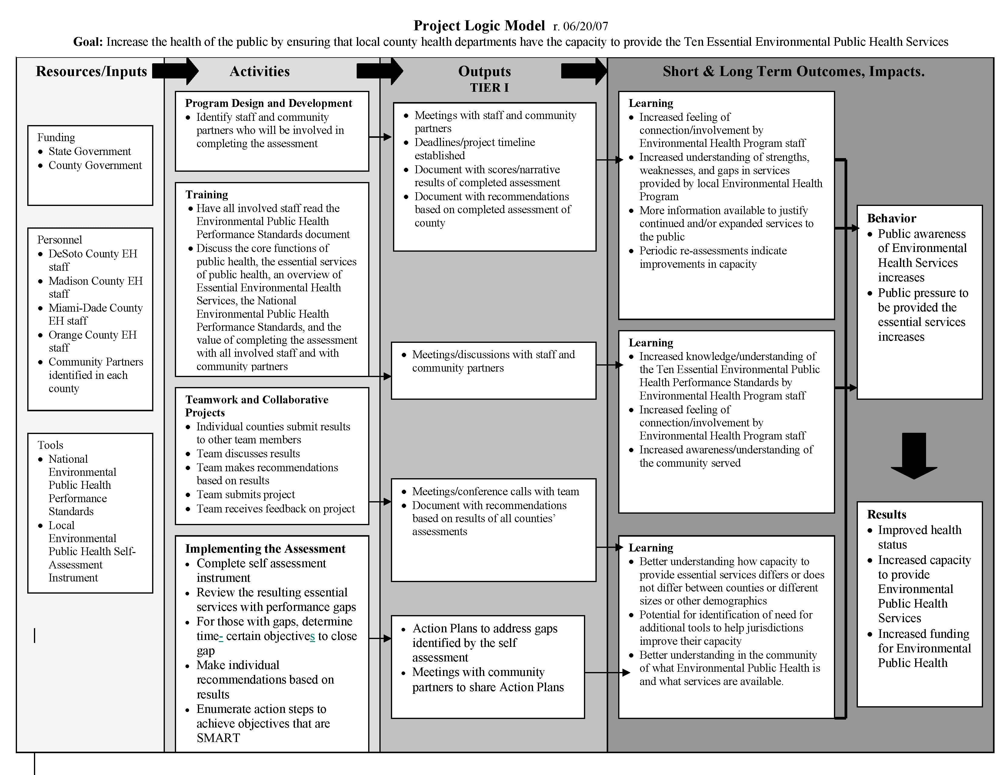 Project Logic Model r. 06/20/07
Goal: Increase the health of the public by ensuring that local county health departments have the capacity to provide the Ten Essential Environmental Public Health Services
Resources/Inputs
Funding
• State Government
• County Government
Personnel
• DeSoto County EH
staff
• Madison County EH
staff
• Miami-Dade County
EH staff
• Orange County EH
staff
• Community Partners
identified in each
county
Tools
• National
Environmental
Public Health
Performance
Standards
• Local
Environmental
Public Health Self-
Assessment
Instrument
Activities
Program Design and Development
• Identify staff and community
partners who will be involved in
completing the assessment
Training
• Have all involved staff read the
Environmental Public Health
Performance Standards document
• Discuss the core functions of
public health, the essential services
of public health, an overview of
Essential Environmental Health
Services, the National
Environmental Public Health
Performance Standards, and the
value of completing the assessment
with all involved staff and with
community partners
Teamwork and Collaborative
Projects
• Individual counties submit results
to other team members
• Team discusses results
• Team makes recommendations
based on results
• Team submits project
• Team receives feedback on project
Implementing the Assessment
• Complete self assessment
instrument
• Review the resulting essential
services with performance gaps
• For those with gaps, determine
time- certain objectives to close
gap
• Make individual
recommendations based on
results
• Enumerate action steps to
achieve objectives that are
SMART
Outputs
TIER I
• Meetings with staff and community
partners
• Deadlines/project timeline
established
• Document with scores/narrative
results of completed assessment
• Document with recommendations
based on completed assessment of
county
• Meetings/discussions with staff and
community partners
• Meetings/conference calls with team
• Document with recommendations
based on results of all counties’
assessments
• Action Plans to address gaps
identified by the self
assessment
• Meetings with community
partners to share Action Plans
Short & Long Term Outcomes, Impacts.
Learning
• Increased feeling of
connection/involvement by
Environmental Health Program staff
• Increased understanding of strengths,
weaknesses, and gaps in services
provided by local Environmental Health
Program
• More information available to justify
continued and/or expanded services to
the public
• Periodic re-assessments indicate
improvements in capacity
Learning
• Increased knowledge/understanding of
the Ten Essential Environmental Public
Health Performance Standards by
Environmental Health Program staff
• Increased feeling of
connection/involvement by
Environmental Health Program staff
• Increased awareness/understanding of
the community served
Learning
• Better understanding how capacity to
provide essential services differs or does
not differ between counties or different
sizes or other demographics
• Potential for identification of need for
additional tools to help jurisdictions
improve their capacity
• Better understanding in the community
of what Environmental Public Health is
and what services are available.
Behavior
• Public awareness
of Environmental
Health Services
increases
• Public pressure to
be provided the
essential services
increases
Results
• Improved health
status
• Increased capacity
to provide
Environmental
Public Health
Services
• Increased funding
for Environmental
Public Health